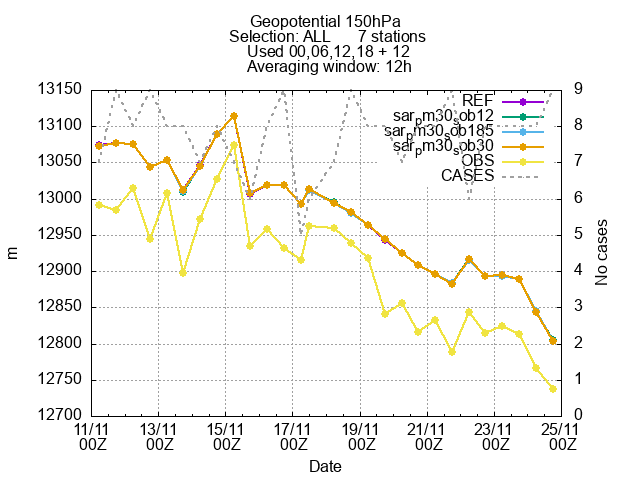 Geopotential 150hPa
Selection: ALL 7 stations
Used 00,06,12,18 + 12
Averaging window: 12h
13150
13100
13050
13000
12950
12900
12850
12800
12750
12700
m
9
8
7
6
5
4
3
2
1
0
No cases
REF
sarpm30sob12
sarpm30sob185
sarpm30sob30
OBS
CASES
11/11 13/11 15/11 17/11 19/11 21/11 23/11 25/11
00Z 00Z 00Z 00Z 00Z 00Z 00Z 00Z
Date